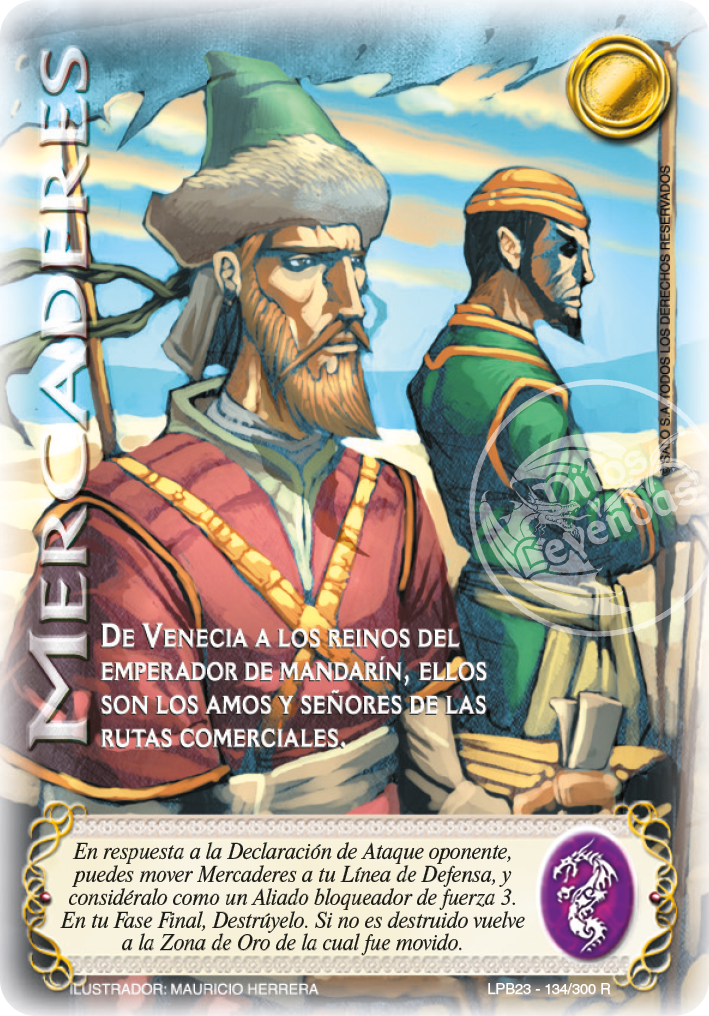 MERCADERES
DE VENECIA A LOS REINOS DEL
EMPERADOR DE MANDARÍN, ELLOS
SON LOS AMOS Y SEÑORES DE LAS
RUTAS COMERCIALES.
En respuesta a la Declaración de Ataque oponente,
puedes mover Mercaderes a tu Línea de Defensa, y
considéralo como un Aliado bloqueador de fuerza 3.
En tu Fase Final, Destrúyelo. Si no es destruido vuelve
a la Zona de Oro de la cual fue movido.
ILUSTRADOR: MAURICIO HERRERA
LPB23 - 134/300 R
S.A. TODOS LOS DERECHOS RESERVADOS
Mitos
y
Leyendas